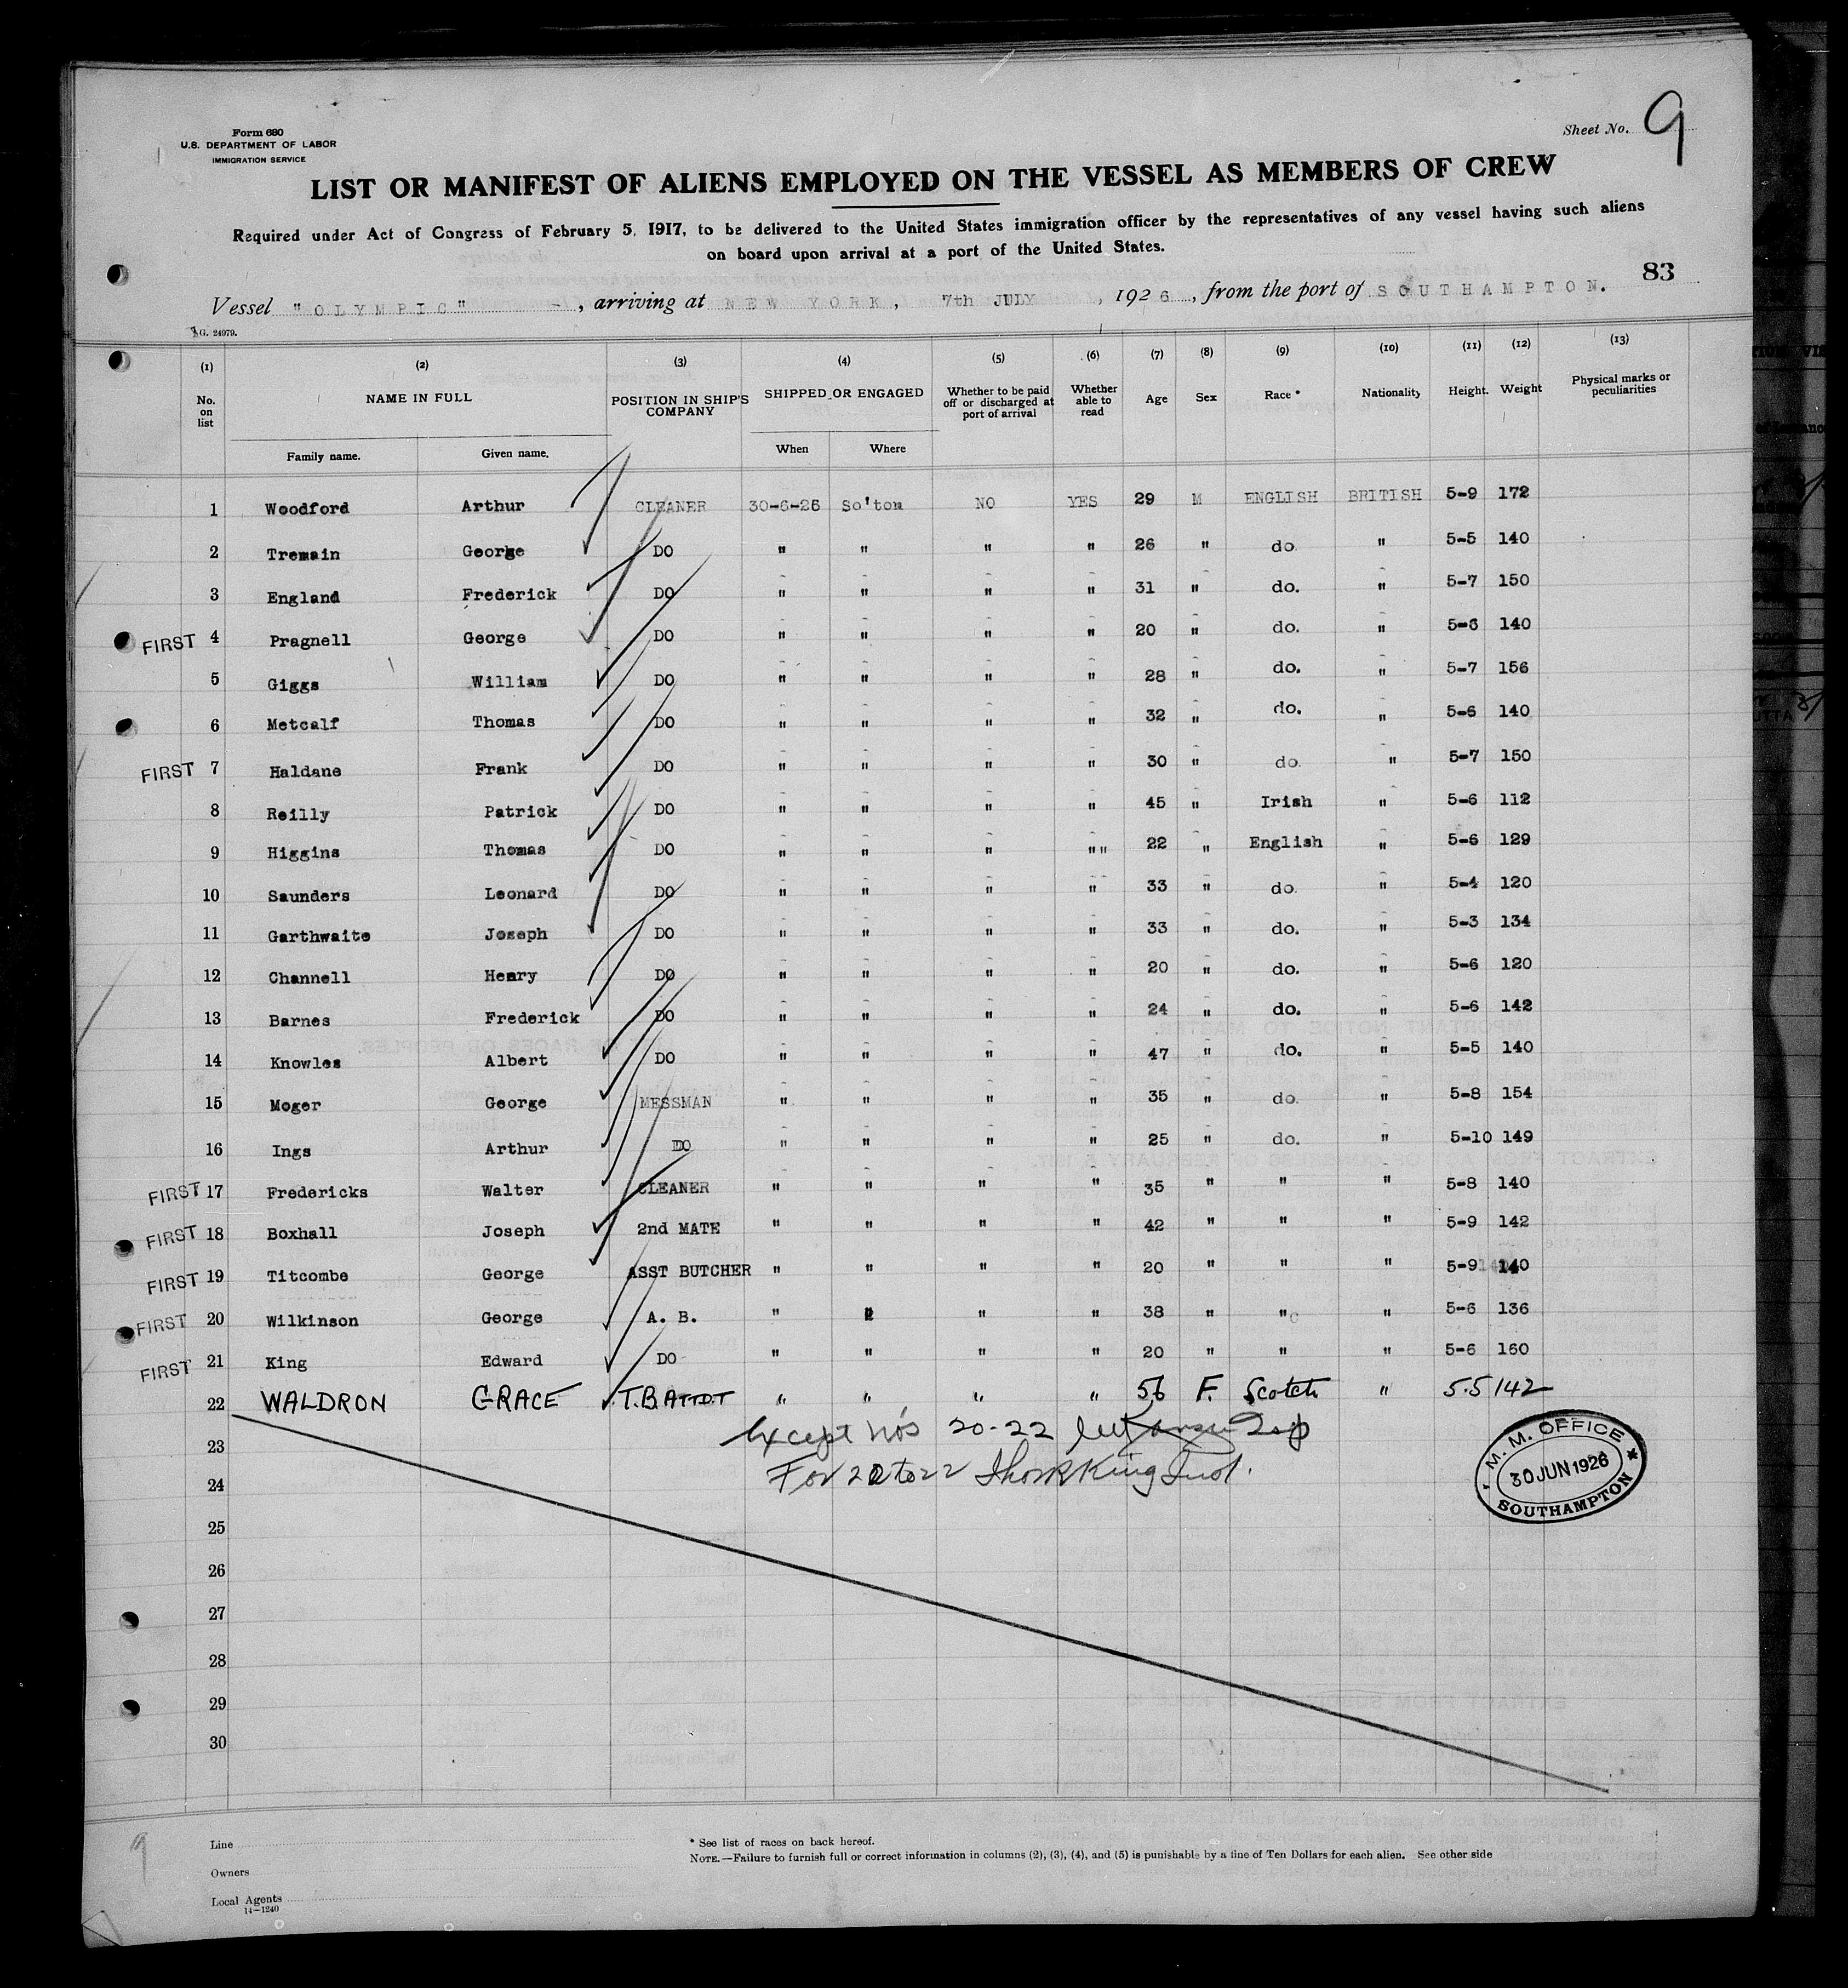 Form 680
U.S. DEPARTMENT OF LABOR
IMMIGRATION SERVICE
Sheet No. 9
LIST OR MANIFEST OF ALIENS EMPLOYED ON THE VESSEL AS MEMBERS OF CREW
Required under Act of Congress of February 5, 1917, to be delivered to the United States immigration officer by the representatives of any vessel having such aliens
on board upon arrival at a port of the United States.
83
Vessel "OLYMPIC" -, arriving at NEW YORK, 7th JULY, 1926, from the port of SOUTHAMPTON.
G. 24979.
(1) (2) (3) (4) (5) (6) (7) (8) (9) (10) (11) (12) (13)
No. on list NAME IN FULL POSITION IN SHIP'S COMPANY SHIPPED OR ENGAGED Whether to be paid off or discharged at port of arrival Whether able to read Age Sex Race * Nationality Height. Weight Physical marks or peculiarities
Family name. Given name. When Where
1 Woodford Arthur CLEANER 30-6-26 So'ton NO YES 29 M ENGLISH BRITISH 5-9 172
2 Tremain George DO " " " " 26 " do. " 5-5 140
3 England Frederick DO " " " " 31 " do. " 5-7 150
FIRST 4 Pragnell George DO " " " " 20 " do. " 5-6 140
5 Giggs William DO " " " " 28 " do. " 5-7 156
6 Metcalf Thomas DO " " " " 32 " do. " 5-6 140
FIRST 7 Haldane Frank DO " " " " 30 " do. " 5-7 150
8 Reilly Patrick DO " " " " 45 " Irish " 5-6 112
9 Higgins Thomas DO " " " "" 22 " English " 5-6 129
10 Saunders Leonard DO " " " " 33 " do. " 5-4 120
11 Garthwaite Joseph DO " " " " 33 " do. " 5-3 134
12 Channell Henry DO " " " " 20 " do. " 5-6 120
13 Barnes Frederick DO " " " " 24 " do. " 5-6 142
14 Knowles Albert DO " " " " 47 " do. " 5-5 140
15 Moger George MESSMAN " " " " 35 " do. " 5-8 154
16 Ings Arthur DO " " " " 25 " do. " 5-10 149
FIRST 17 Fredericks Walter CLEANER " " " " 35 " " " 5-8 140
FIRST 18 Boxhall Joseph 2nd MATE " " " " 42 " " " 5-9 142
FIRST 19 Titcombe George ASST BUTCHER " " " " 20 " " " 5-9 140
FIRST 20 Wilkinson George A. B. " " " " 38 " " " 5-6 136
FIRST 21 King Edward DO " " " " 20 " " " 5-6 160
22 WALDRON GRACE T.B. ATTDT " " " " 56 F. Scotch " 5.5 142
23 Except No's 20-22
24 For 20 to 22 King
25
26
27
28
29
30
I. M. M. OFFICE
30 JUN 1926
SOUTHAMPTON
9
Line
Owners
Local Agents
14-1240
* See list of races on back hereof.
NOTE.—Failure to furnish full or correct information in columns (2), (3), (4), and (5) is punishable by a fine of Ten Dollars for each alien. See other side